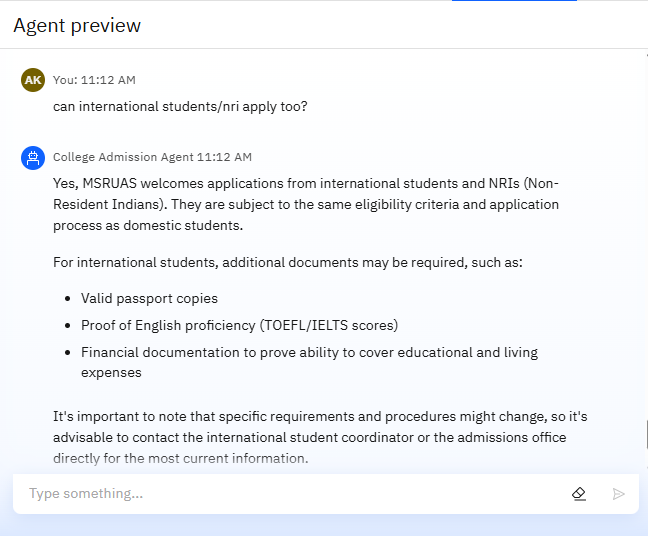 Agent preview
AK You: 11:12 AM
can international students/nri apply too?
College Admission Agent 11:12 AM
Yes, MSRUAS welcomes applications from international students and NRIs (Non-
Resident Indians). They are subject to the same eligibility criteria and application
process as domestic students.
For international students, additional documents may be required, such as:
• Valid passport copies
• Proof of English proficiency (TOEFL/IELTS scores)
• Financial documentation to prove ability to cover educational and living
expenses
It's important to note that specific requirements and procedures might change, so it's
advisable to contact the international student coordinator or the admissions office
directly for the most current information.
Type something...